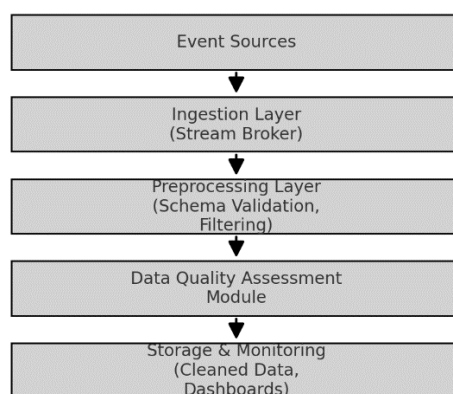 Event Sources
Ingestion Layer
(Stream Broker)
Preprocessing Layer
(Schema Validation,
Filtering)
Data Quality Assessment
Module
Storage & Monitoring
(Cleaned Data,
Dashboards)